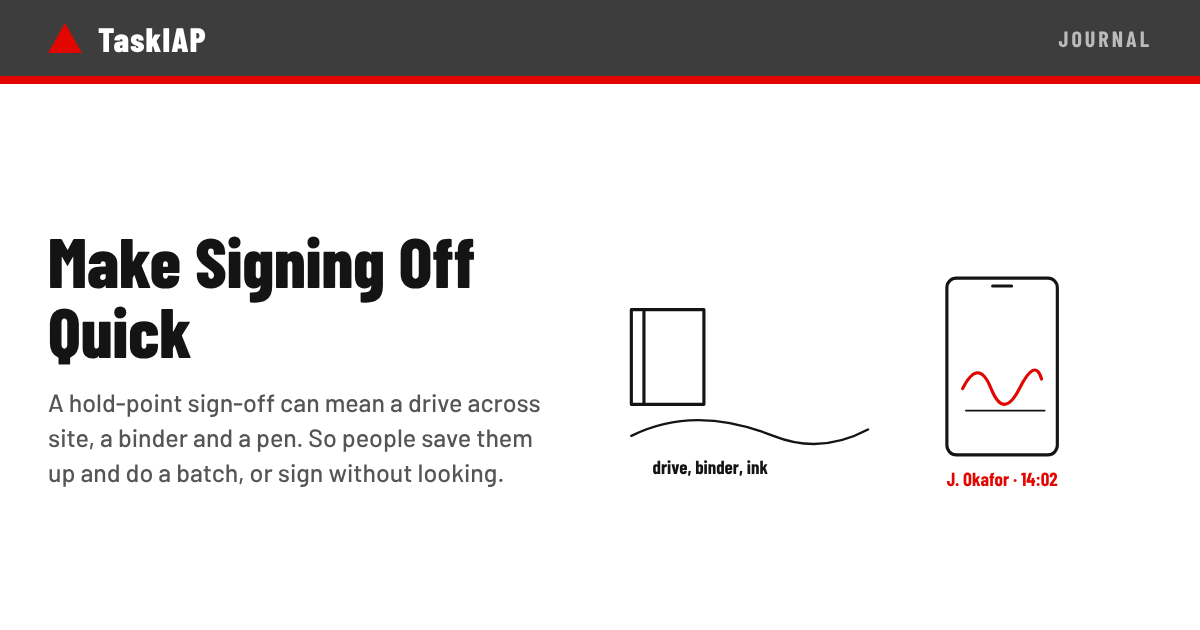 TaskIAP
JOURNAL
Make Signing Off
Quick
A hold-point sign-off can mean a drive across
site, a binder and a pen. So people save them
up and do a batch, or sign without looking.
drive, binder, ink
J. Okafor · 14:02